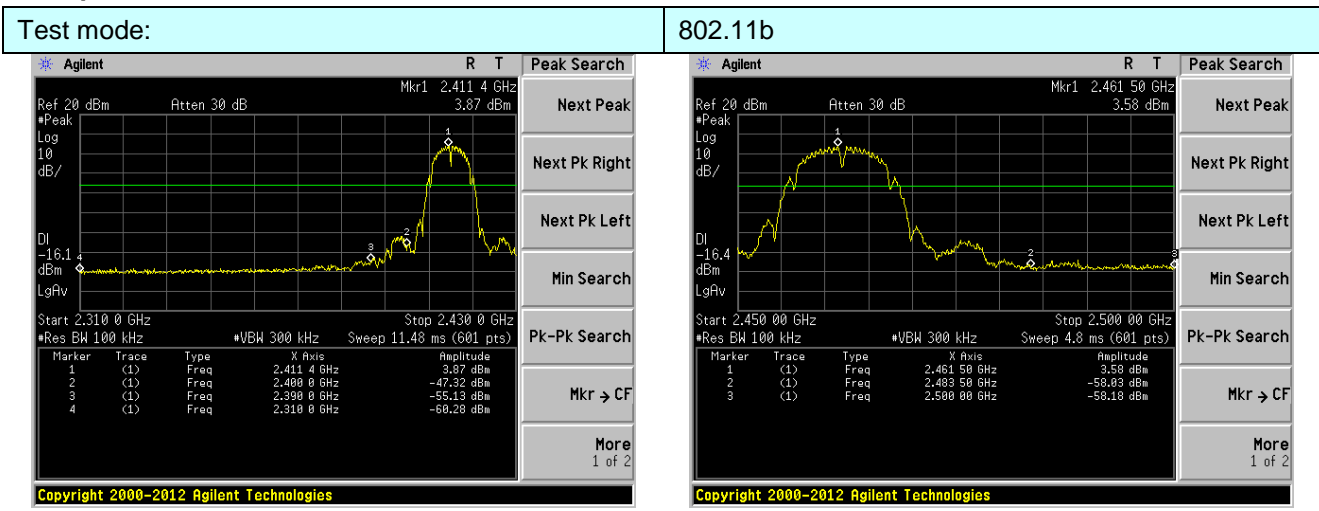 Test mode:
802.11b
Agilent R T Peak Search
Mkr1 2.411 4 GHz
Ref 20 dBm Atten 30 dB 3.87 dBm
#Peak
Log
10
dB/
1
2
3
4
DI
-16.1
dBm
LgAv
Start 2.310 0 GHz Stop 2.430 0 GHz
#Res BW 100 kHz #VBW 300 kHz Sweep 11.48 ms (601 pts)
Marker Trace Type X Axis Amplitude
1 (1) Freq 2.411 4 GHz 3.87 dBm
2 (1) Freq 2.400 0 GHz -47.32 dBm
3 (1) Freq 2.390 0 GHz -55.13 dBm
4 (1) Freq 2.310 0 GHz -60.28 dBm
Next Peak
Next Pk Right
Next Pk Left
Min Search
Pk-Pk Search
Mkr → CF
More
1 of 2
Copyright 2000-2012 Agilent Technologies
Agilent R T Peak Search
Mkr1 2.461 50 GHz
Ref 20 dBm Atten 30 dB 3.58 dBm
#Peak
Log
10
dB/
1
2
3
DI
-16.4
dBm
LgAv
Start 2.450 00 GHz Stop 2.500 00 GHz
#Res BW 100 kHz #VBW 300 kHz Sweep 4.8 ms (601 pts)
Marker Trace Type X Axis Amplitude
1 (1) Freq 2.461 50 GHz 3.58 dBm
2 (1) Freq 2.483 50 GHz -58.03 dBm
3 (1) Freq 2.500 00 GHz -58.18 dBm
Next Peak
Next Pk Right
Next Pk Left
Min Search
Pk-Pk Search
Mkr → CF
More
1 of 2
Copyright 2000-2012 Agilent Technologies